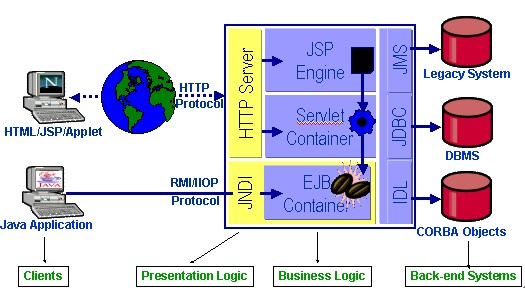 HTML/JSP/Applet
HTTP
Protocol
HTTP Server
JSP
Engine
Servlet
Container
JMS
JDBC
Legacy System
DBMS
JAVA
Java Application
RMI/IIOP
Protocol
JNDI
EJB
Container
IDL
CORBA Objects
Clients
Presentation Logic
Business Logic
Back-end Systems